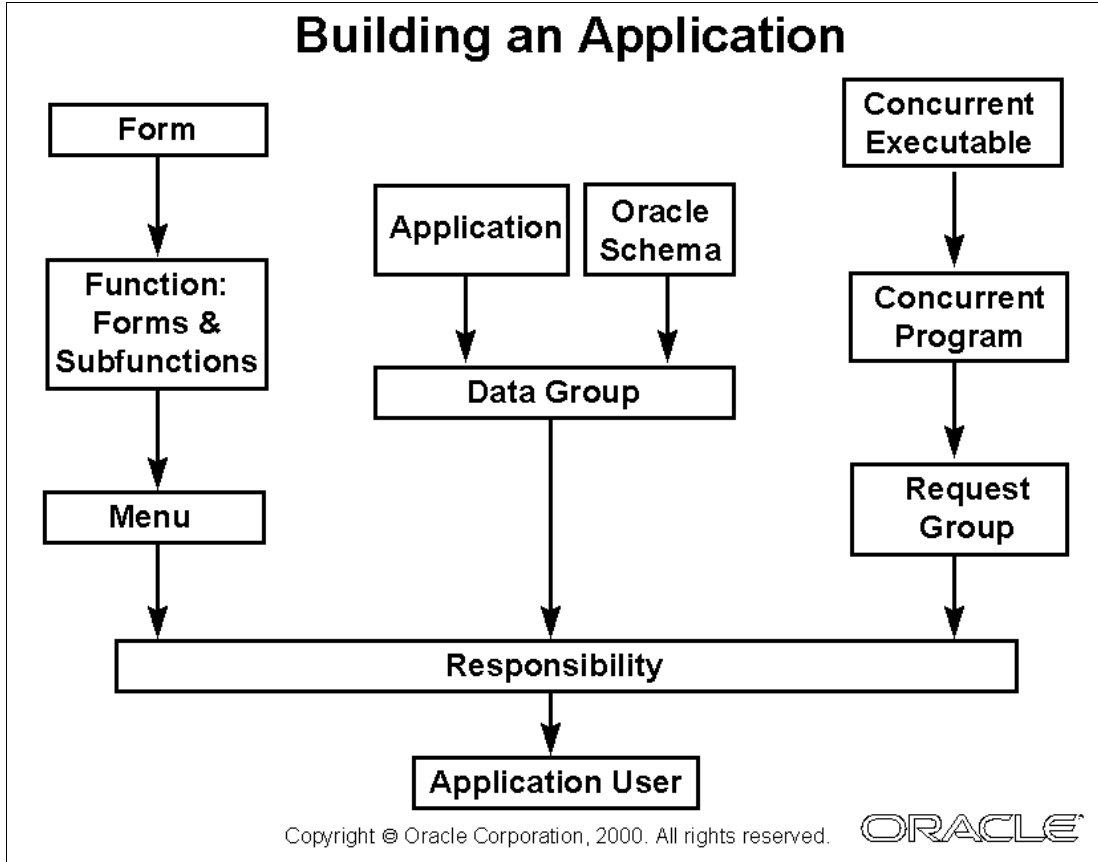 Building an Application
Form
Concurrent
Executable
Application
Oracle
Schema
Function:
Forms &
Subfunctions
Concurrent
Program
Data Group
Menu
Request
Group
Responsibility
Application User
Copyright © Oracle Corporation, 2000. All rights reserved.
ORACLE®